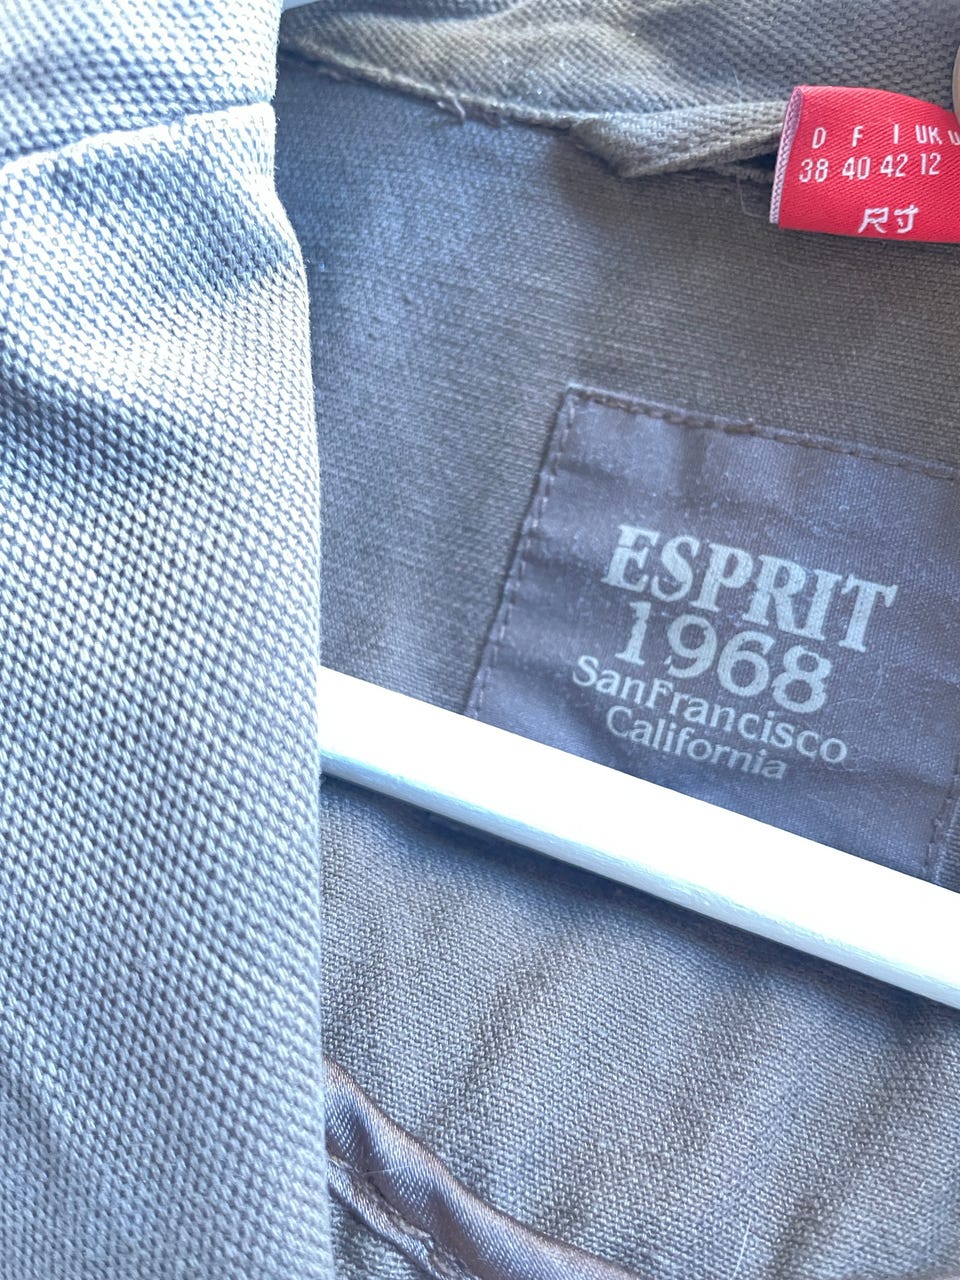 D F I UK
38 40 42 12
尺寸
ESPRIT
1968
SanFrancisco
California